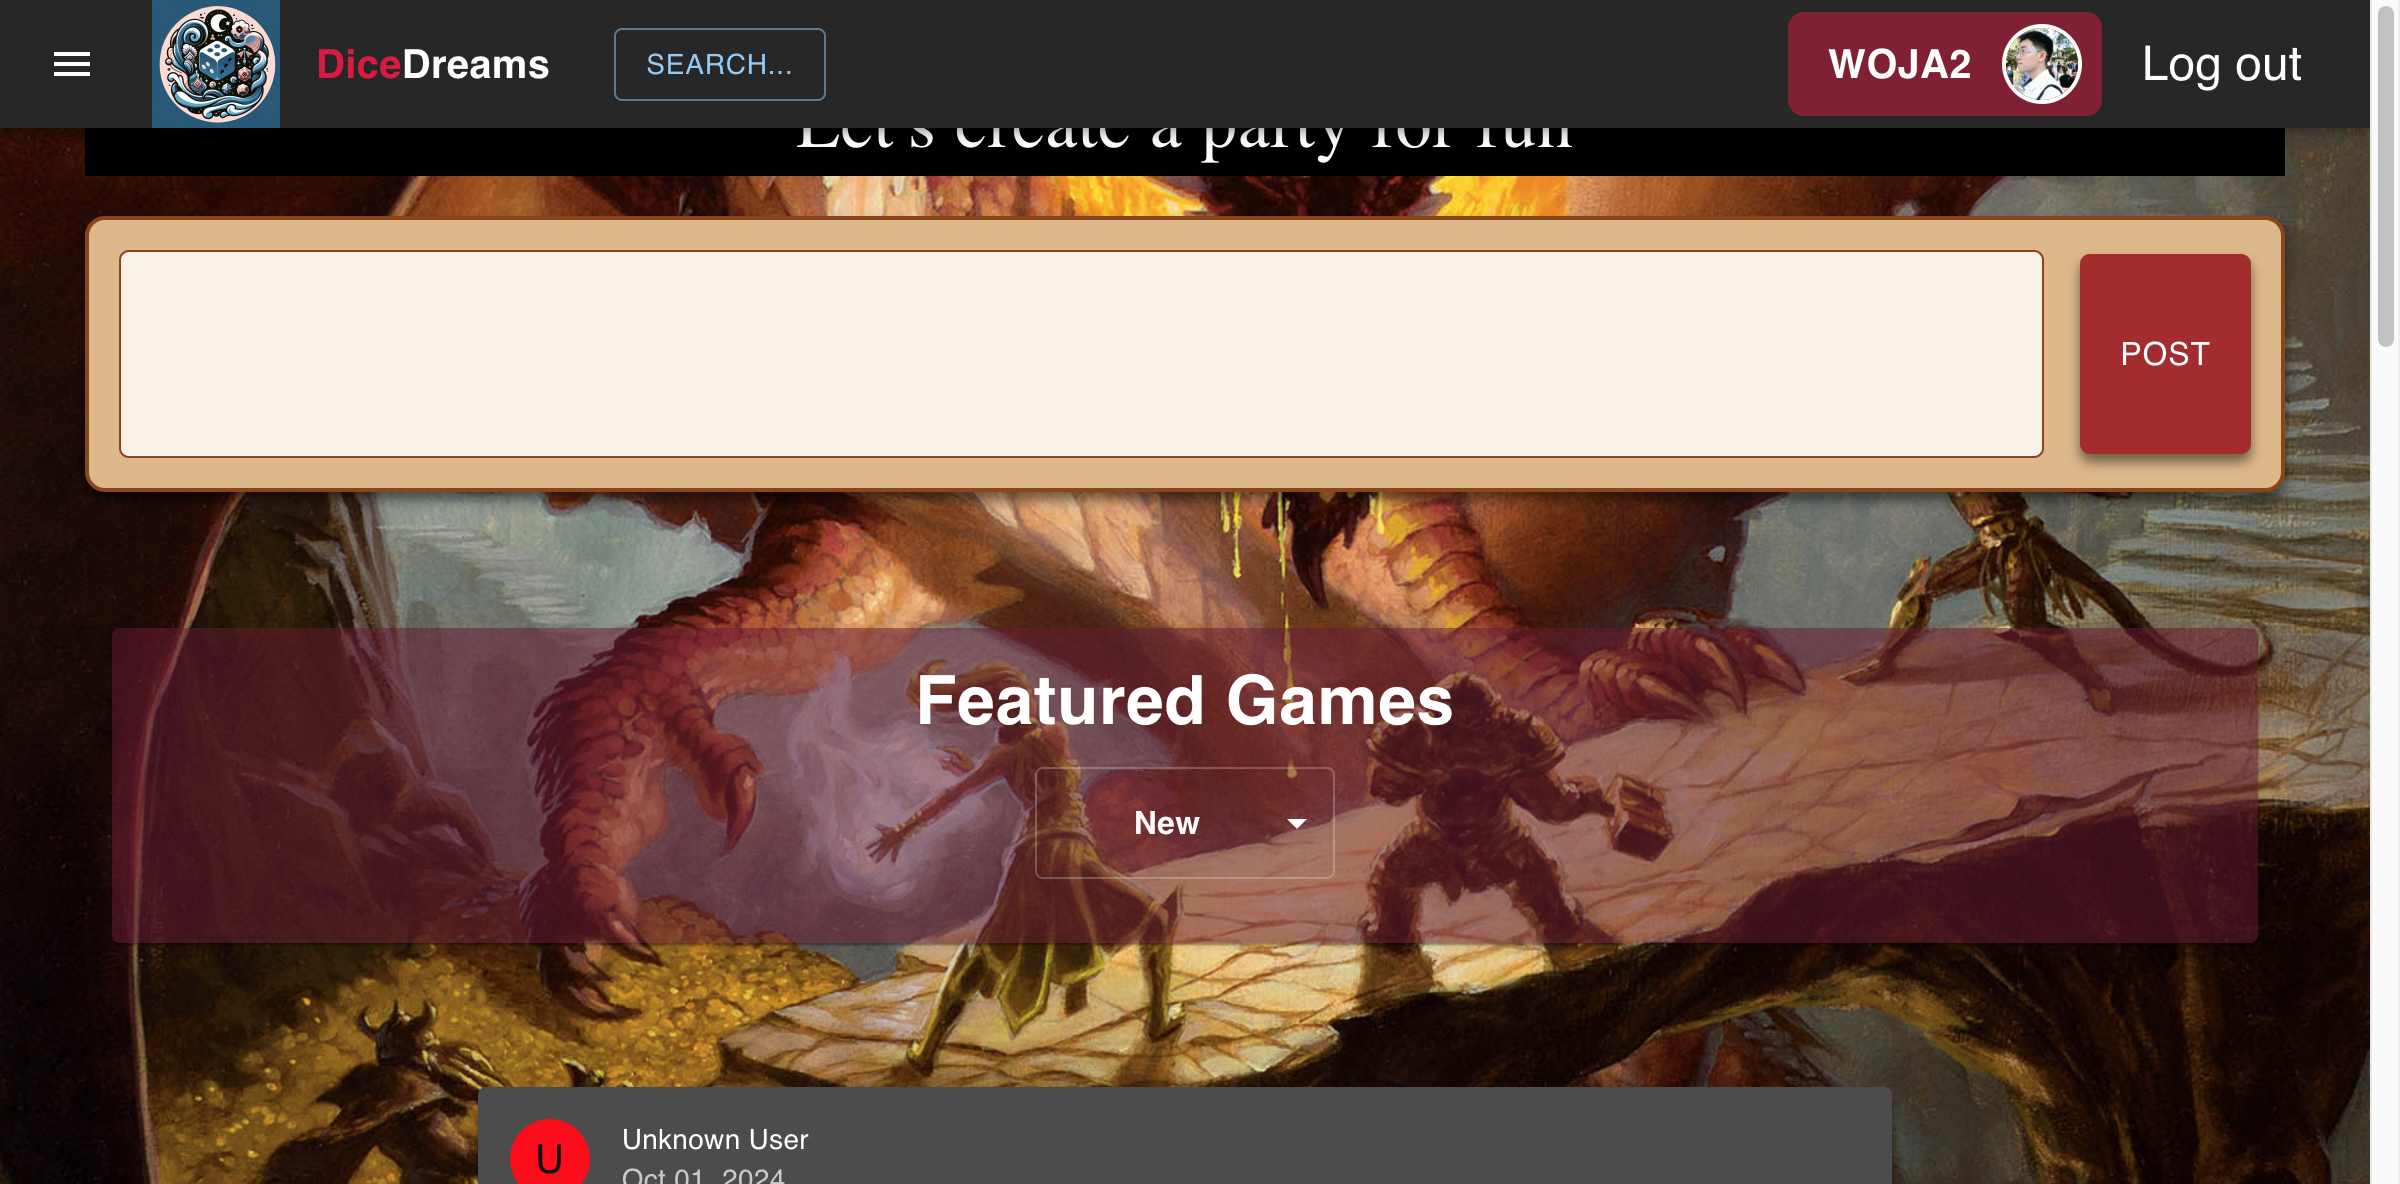 DiceDreams
SEARCH...
WOJA2
Log out
Let's create a party for fun
POST
Featured Games
New
U
Unknown User
Oct 01, 2024